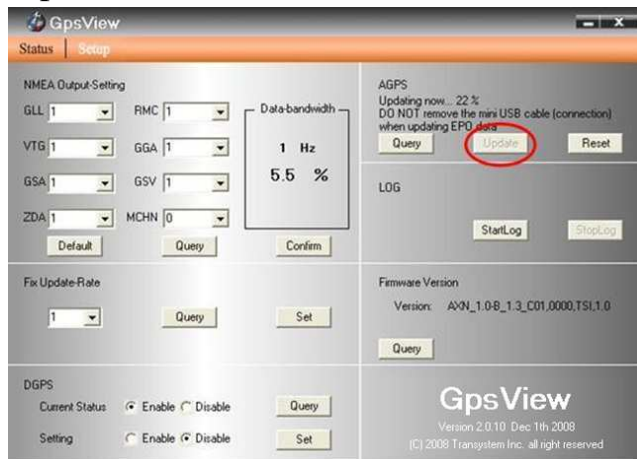 GpsView
Status | Setup
NMEA Output-Setting
GLL 1 RMC 1
VTG 1 GGA 1
GSA 1 GSV 1
ZDA 1 MCHN 0
Default Query Confirm
Data-bandwidth
1 Hz
5.5 %
AGPS
Updating now... 22 %
DO NOT remove the mini USB cable (connection)
when updating EPO data
Query Update Reset
LOG
StartLog StopLog
Fix Update-Rate
1 Query Set
Firmware Version
Version: AXN_1.0-B_1.3_C01,0000,TSI,1.0
Query
DGPS
Current Status Enable Disable Query
Setting Enable Disable Set
GpsView
Version 2.0.10 Dec 1th 2008
(C) 2008 Transystem Inc. all right reserved